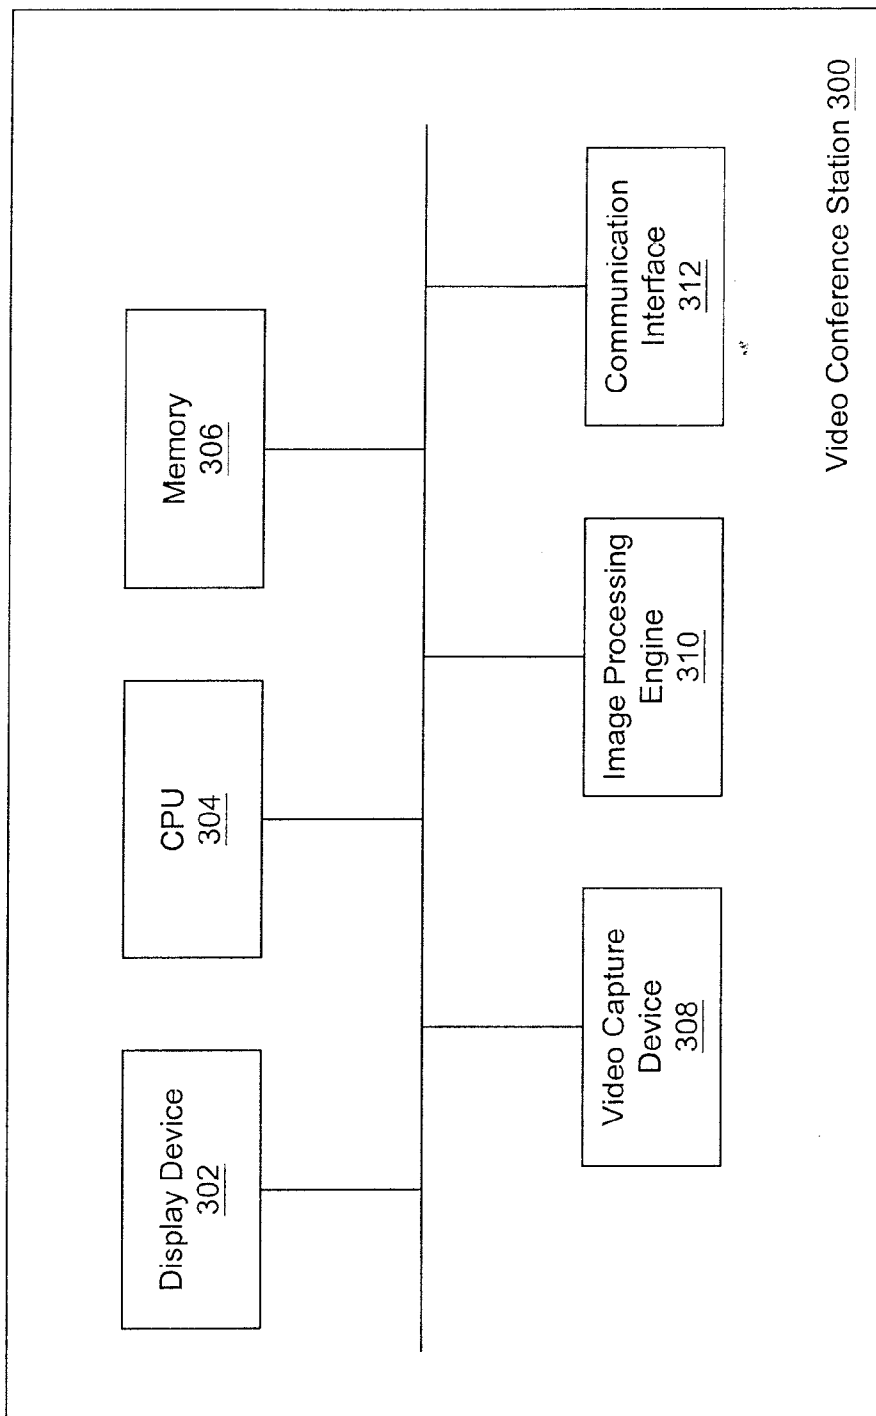 Display Device
302
CPU
304
Memory
306
Video Capture
Device
308
Image Processing
Engine
310
Communication
Interface
312
Video Conference Station 300